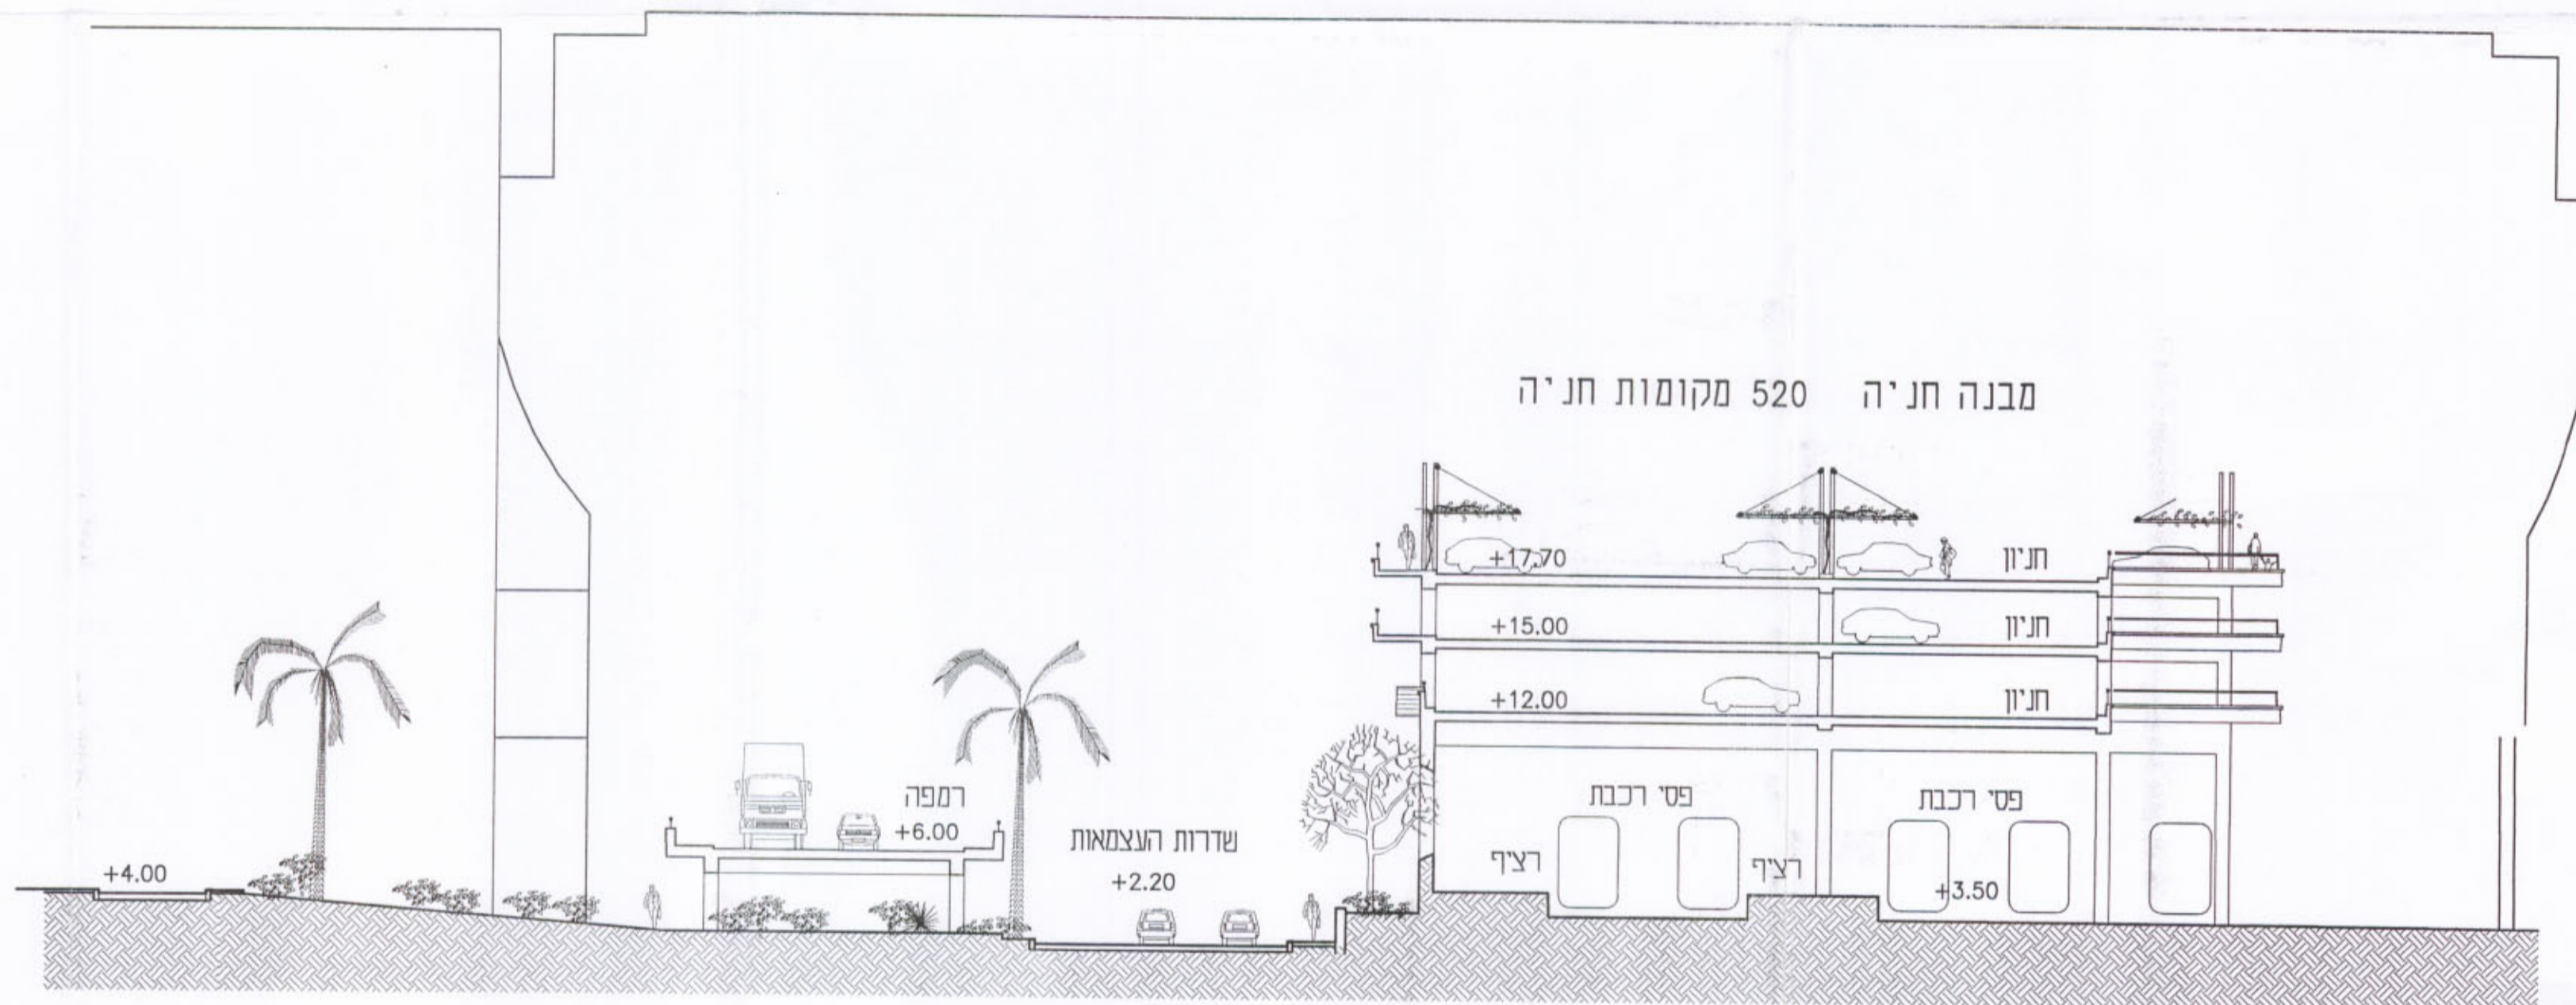 מבנה חניה 520 מקומות חניה
+17.70 חניון
+15.00 חניון
+12.00 חניון
פסי רכבת
פסי רכבת
רמפה
+6.00
שדרות העצמאות
+2.20
רציף
רציף
+3.50
+4.00